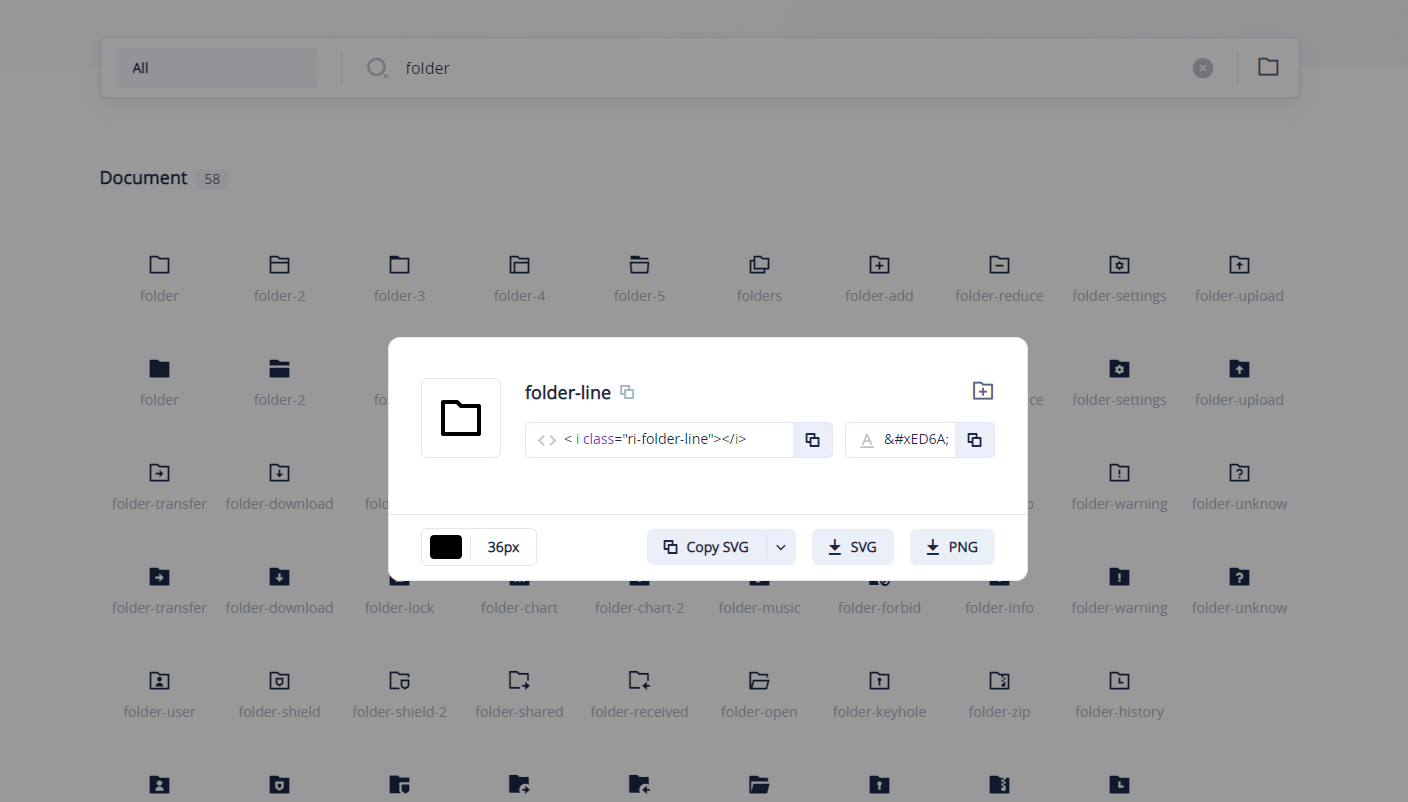 All
folder
Document 58
folder folder-2 folder-3 folder-4 folder-5 folders folder-add folder-reduce folder-settings folder-upload
folder folder-2 folder-settings folder-upload
folder-line
< i class="ri-folder-line"></i>
A &#xED6A;
folder-transfer folder-download folder-warning folder-unknow
36px Copy SVG SVG PNG
folder-transfer folder-download folder-lock folder-chart folder-chart-2 folder-music folder-forbid folder-info folder-warning folder-unknow
folder-user folder-shield folder-shield-2 folder-shared folder-received folder-open folder-keyhole folder-zip folder-history